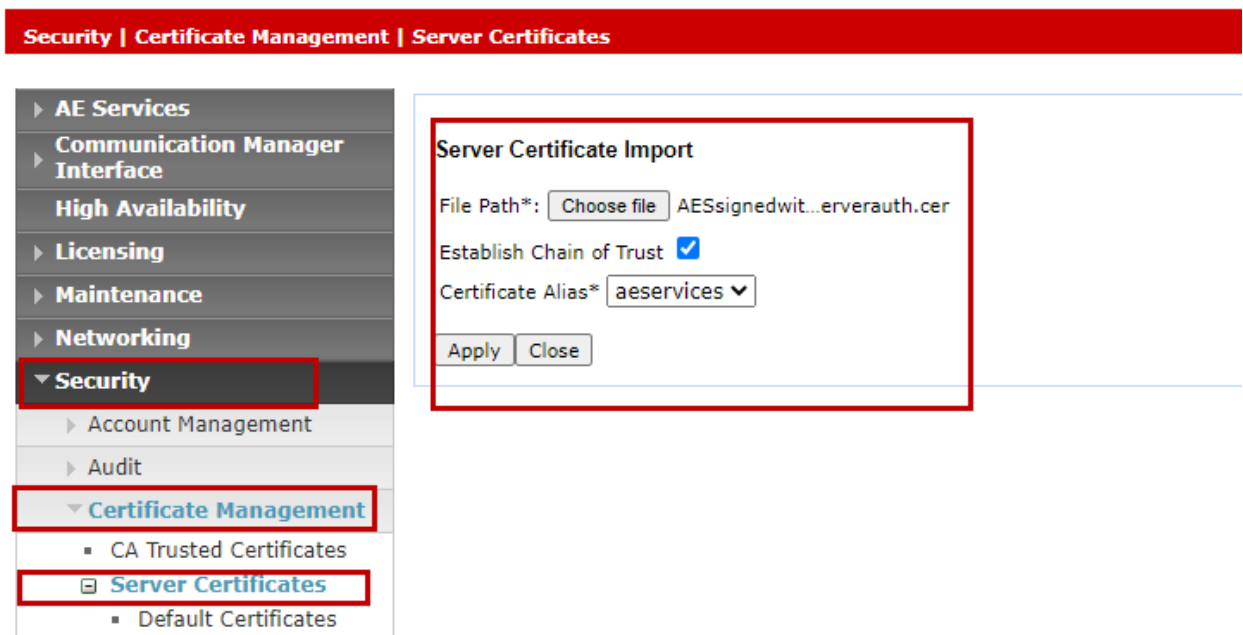 Security | Certificate Management | Server Certificates
AE Services
Communication Manager
Interface
High Availability
Licensing
Maintenance
Networking
Security
Account Management
Audit
Certificate Management
CA Trusted Certificates
Server Certificates
Default Certificates
Server Certificate Import
File Path*: Choose file AESsignedwit...erverauth.cer
Establish Chain of Trust
Certificate Alias* aeservices
Apply Close